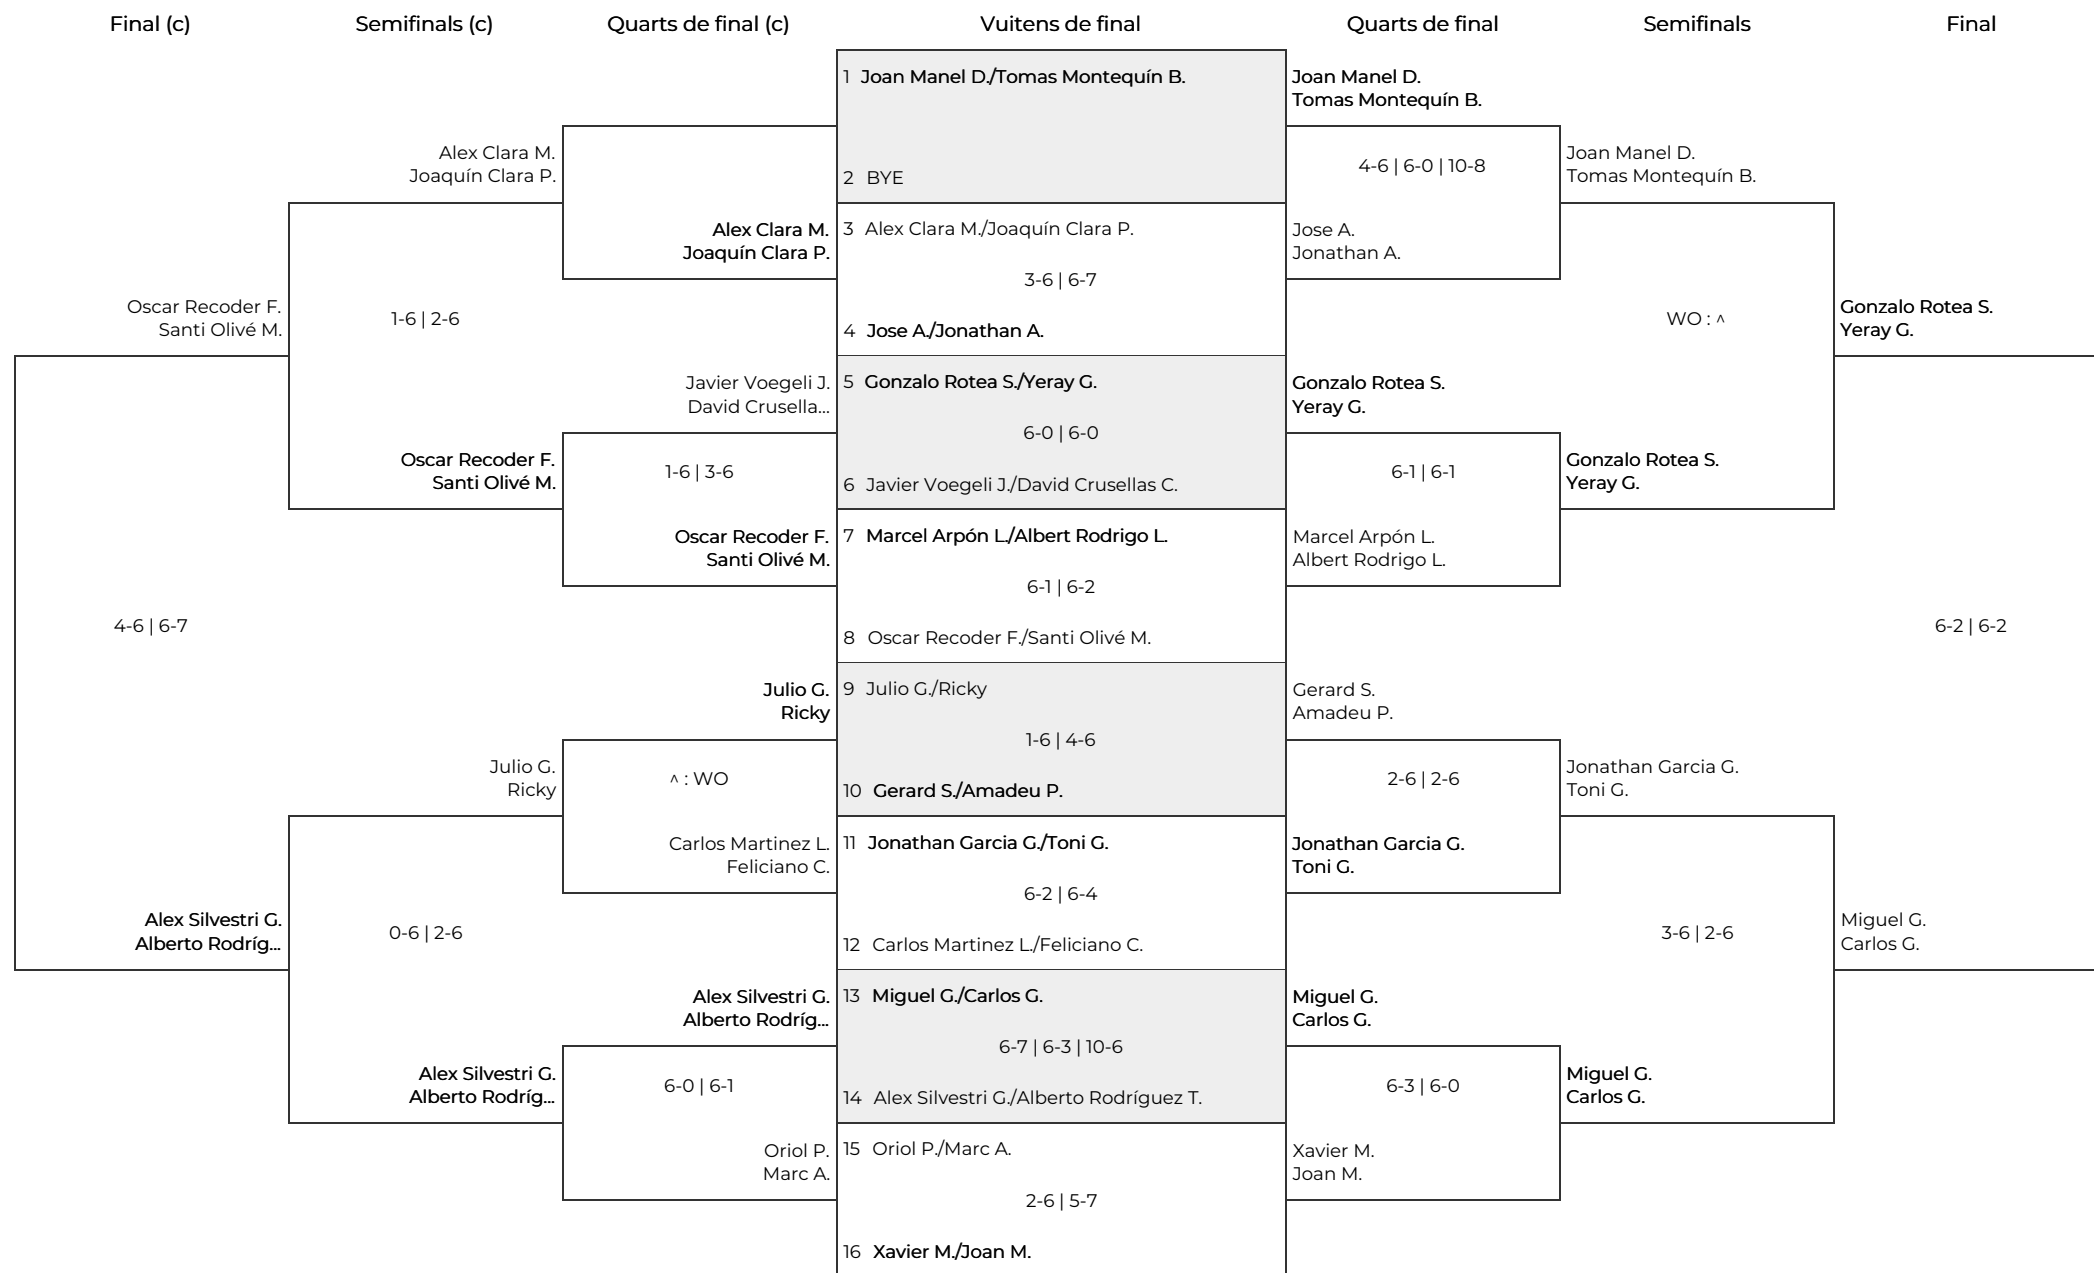 Final (c) Semifinals (c) Quarts de final (c) Vuitens de final Quarts de final Semifinals Final
1 Joan Manel D./Tomas Montequín B.
2 BYE
3 Alex Clara M./Joaquín Clara P.
3-6 | 6-7
4 Jose A./Jonathan A.
5 Gonzalo Rotea S./Yeray G.
6-0 | 6-0
6 Javier Voegeli J./David Crusellas C.
7 Marcel Arpón L./Albert Rodrigo L.
6-1 | 6-2
8 Oscar Recoder F./Santi Olivé M.
9 Julio G./Ricky
1-6 | 4-6
10 Gerard S./Amadeu P.
11 Jonathan Garcia G./Toni G.
6-2 | 6-4
12 Carlos Martinez L./Feliciano C.
13 Miguel G./Carlos G.
6-7 | 6-3 | 10-6
14 Alex Silvestri G./Alberto Rodríguez T.
15 Oriol P./Marc A.
2-6 | 5-7
16 Xavier M./Joan M.
Joan Manel D.
Tomas Montequín B.
4-6 | 6-0 | 10-8
Jose A.
Jonathan A.
Gonzalo Rotea S.
Yeray G.
6-1 | 6-1
Marcel Arpón L.
Albert Rodrigo L.
Gerard S.
Amadeu P.
2-6 | 2-6
Jonathan Garcia G.
Toni G.
Miguel G.
Carlos G.
6-3 | 6-0
Xavier M.
Joan M.
Joan Manel D.
Tomas Montequín B.
WO : ^
Gonzalo Rotea S.
Yeray G.
Jonathan Garcia G.
Toni G.
3-6 | 2-6
Miguel G.
Carlos G.
Gonzalo Rotea S.
Yeray G.
6-2 | 6-2
Miguel G.
Carlos G.
Alex Clara M.
Joaquín Clara P.
Javier Voegeli J.
David Crusella...
1-6 | 3-6
Oscar Recoder F.
Santi Olivé M.
Julio G.
Ricky
^ : WO
Carlos Martinez L.
Feliciano C.
Alex Silvestri G.
Alberto Rodríg...
6-0 | 6-1
Oriol P.
Marc A.
Alex Clara M.
Joaquín Clara P.
1-6 | 2-6
Oscar Recoder F.
Santi Olivé M.
Julio G.
Ricky
0-6 | 2-6
Alex Silvestri G.
Alberto Rodríg...
Oscar Recoder F.
Santi Olivé M.
4-6 | 6-7
Alex Silvestri G.
Alberto Rodríg...